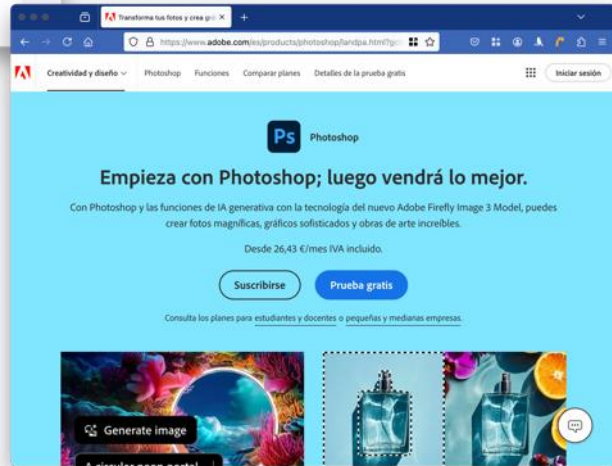 Transforma tus fotos y crea grá
https://www.adobe.com/es/products/photoshop/landpa.html?
Creatividad y diseño
Photoshop
Funciones
Comparar planes
Detalles de la prueba gratis
Iniciar sesión
Ps Photoshop
Empieza con Photoshop; luego vendrá lo mejor.
Con Photoshop y las funciones de IA generativa con la tecnología del nuevo Adobe Firefly Image 3 Model, puedes
crear fotos magníficas, gráficos sofisticados y obras de arte increíbles.
Desde 26,43 €/mes IVA incluido.
Suscribirse
Prueba gratis
Consulta los planes para estudiantes y docentes o pequeñas y medianas empresas.
Generate image
A circular neon portal